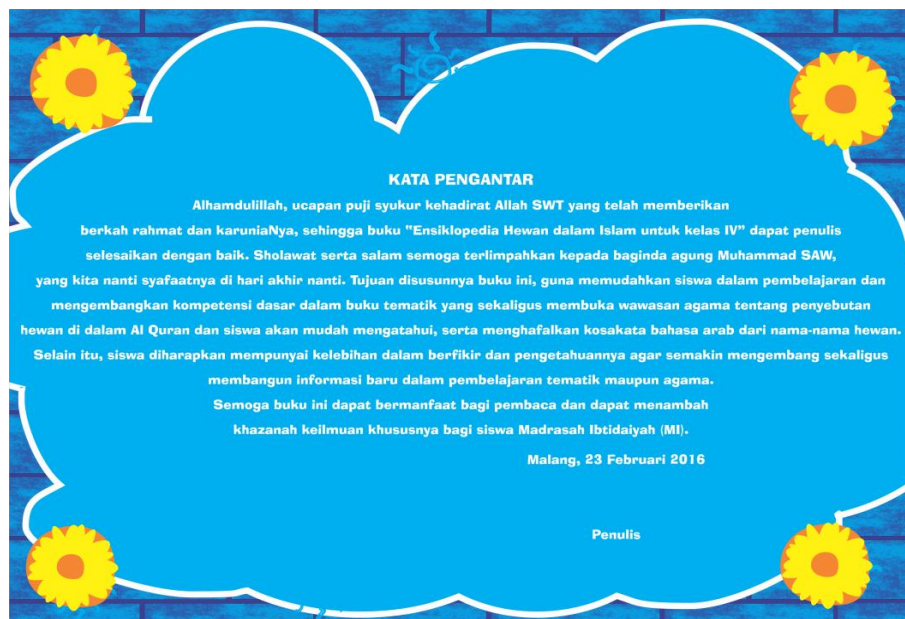 KATA PENGANTAR
Alhamdulillah, ucapan puji syukur kehadirat Allah SWT yang telah memberikan
berkah rahmat dan karuniaNya, sehingga buku "Ensiklopedia Hewan dalam Islam untuk kelas IV" dapat penulis
selesaikan dengan baik. Sholawat serta salam semoga terlimpahkan kepada baginda agung Muhammad SAW,
yang kita nanti syafaatnya di hari akhir nanti. Tujuan disusunnya buku ini, guna memudahkan siswa dalam pembelajaran dan
mengembangkan kompetensi dasar dalam buku tematik yang sekaligus membuka wawasan agama tentang penyebutan
hewan di dalam Al Quran dan siswa akan mudah mengatahui, serta menghafalkan kosakata bahasa arab dari nama-nama hewan.
Selain itu, siswa diharapkan mempunyai kelebihan dalam berfikir dan pengetahuannya agar semakin mengembang sekaligus
membangun informasi baru dalam pembelajaran tematik maupun agama.
Semoga buku ini dapat bermanfaat bagi pembaca dan dapat menambah
khazanah keilmuan khususnya bagi siswa Madrasah Ibtidaiyah (MI).
Malang, 23 Februari 2016
Penulis